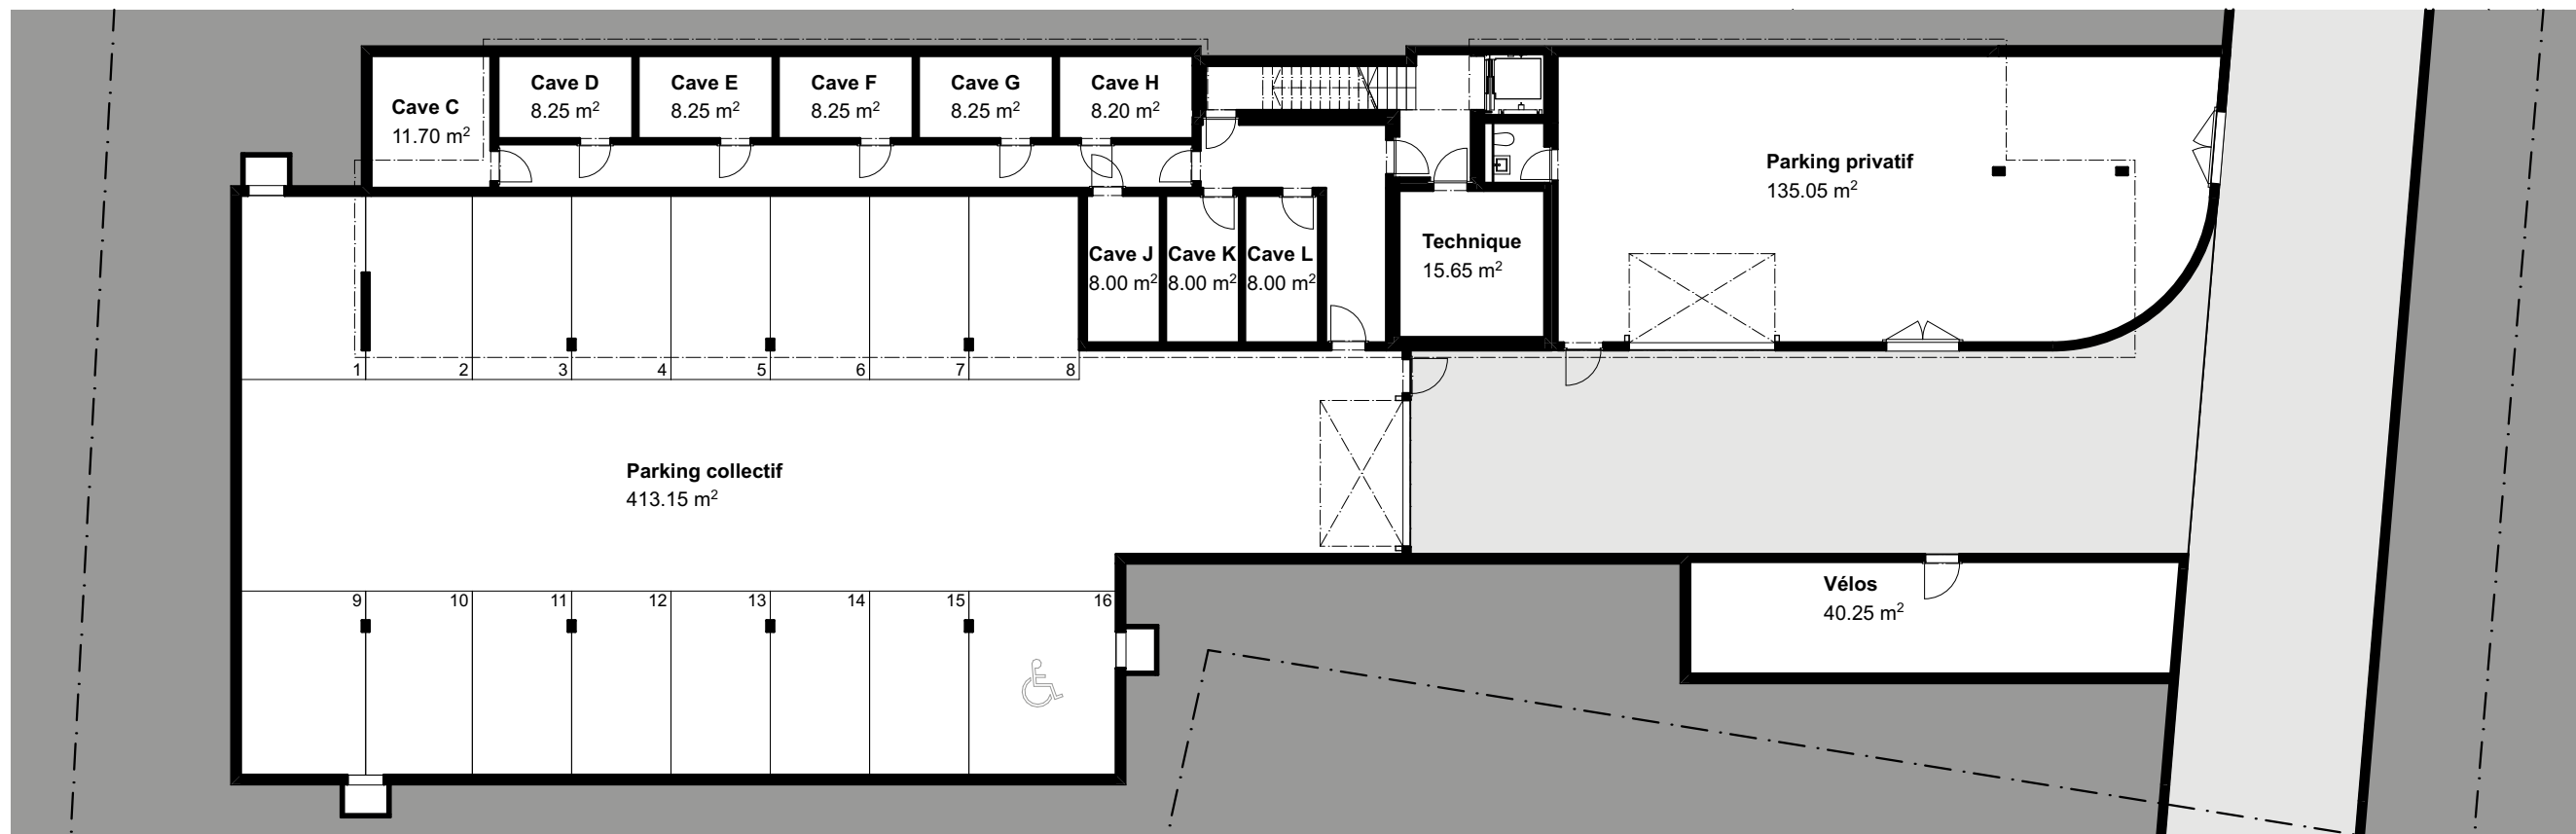 Cave C
11.70 m²
Cave D
8.25 m²
Cave E
8.25 m²
Cave F
8.25 m²
Cave G
8.25 m²
Cave H
8.20 m²
Parking privatif
135.05 m²
Technique
15.65 m²
Cave J
8.00 m²
Cave K
8.00 m²
Cave L
8.00 m²
1 2 3 4 5 6 7 8
Parking collectif
413.15 m²
Vélos
40.25 m²
9 10 11 12 13 14 15 16